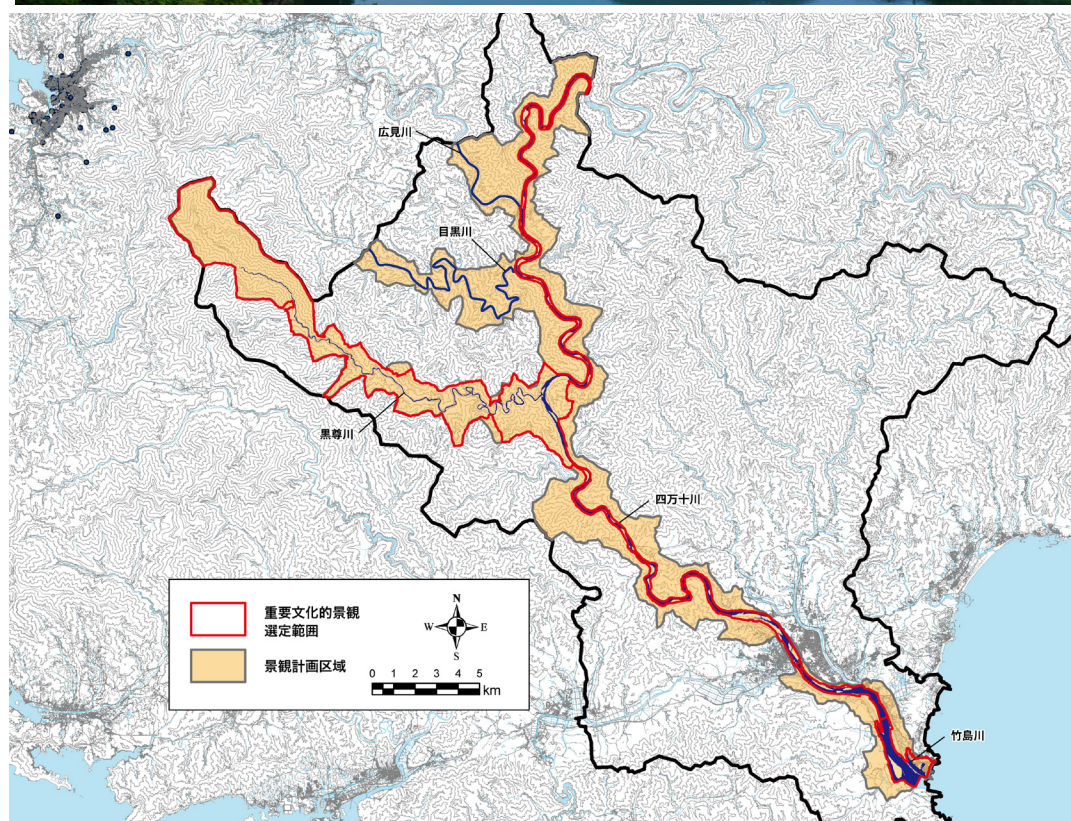 広見川
目黒川
黒尊川
四万十川
竹島川
重要文化的景観
選定範囲
景観計画区域
N
W
E
S
0 1 2 3 4 5
km